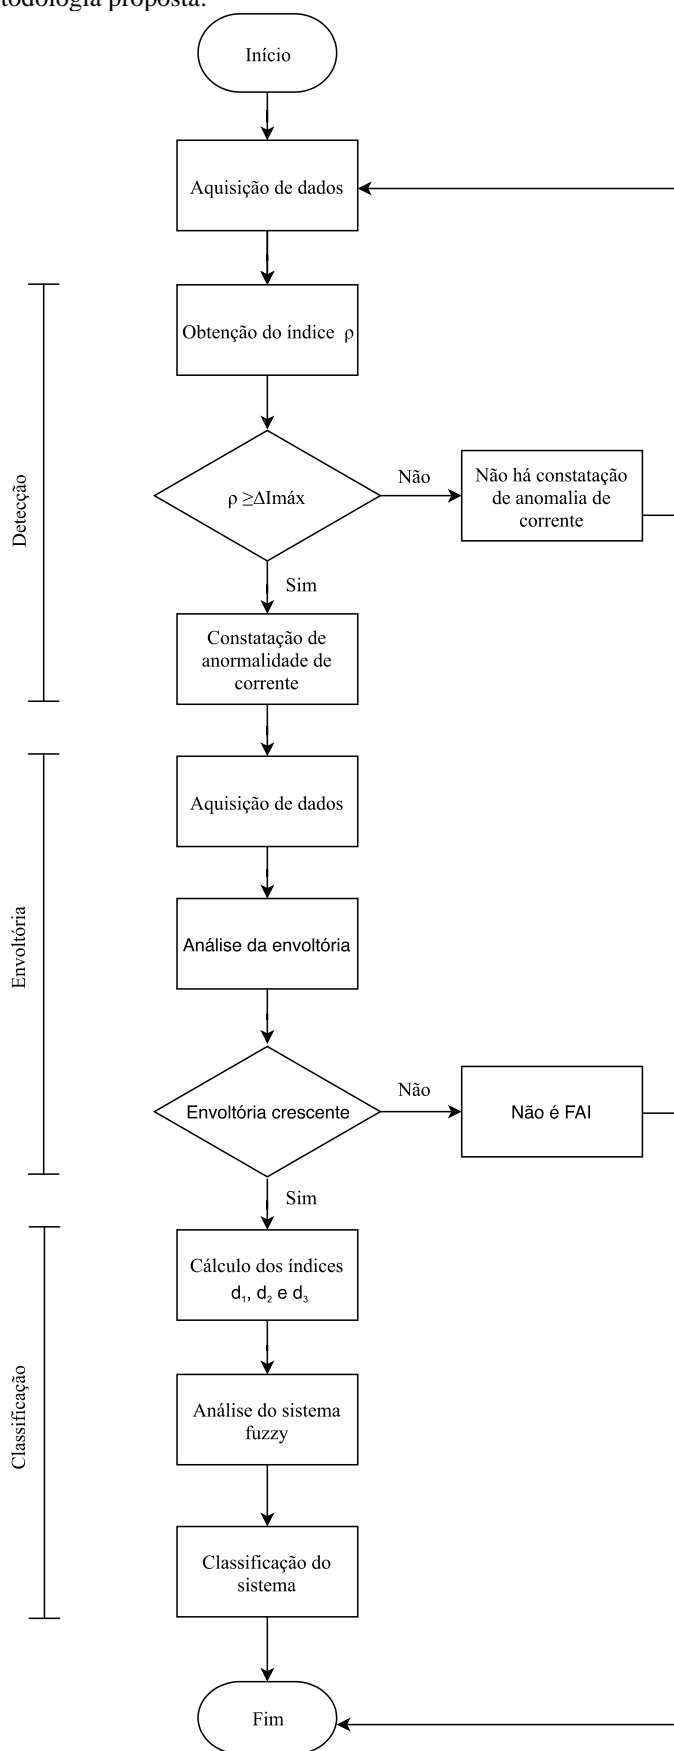 todologia proposta.
Início
Aquisição de dados
Obtenção do índice ρ
ρ ≥ΔImáx
Não
Não há constatação
de anomalia de
corrente
Sim
Constatação de
anormalidade de
corrente
Detecção
Aquisição de dados
Análise da envoltória
Envoltória crescente
Não
Não é FAI
Sim
Envoltória
Cálculo dos índices
d₁, d₂ e d₃
Análise do sistema
fuzzy
Classificação do
sistema
Classificação
Fim